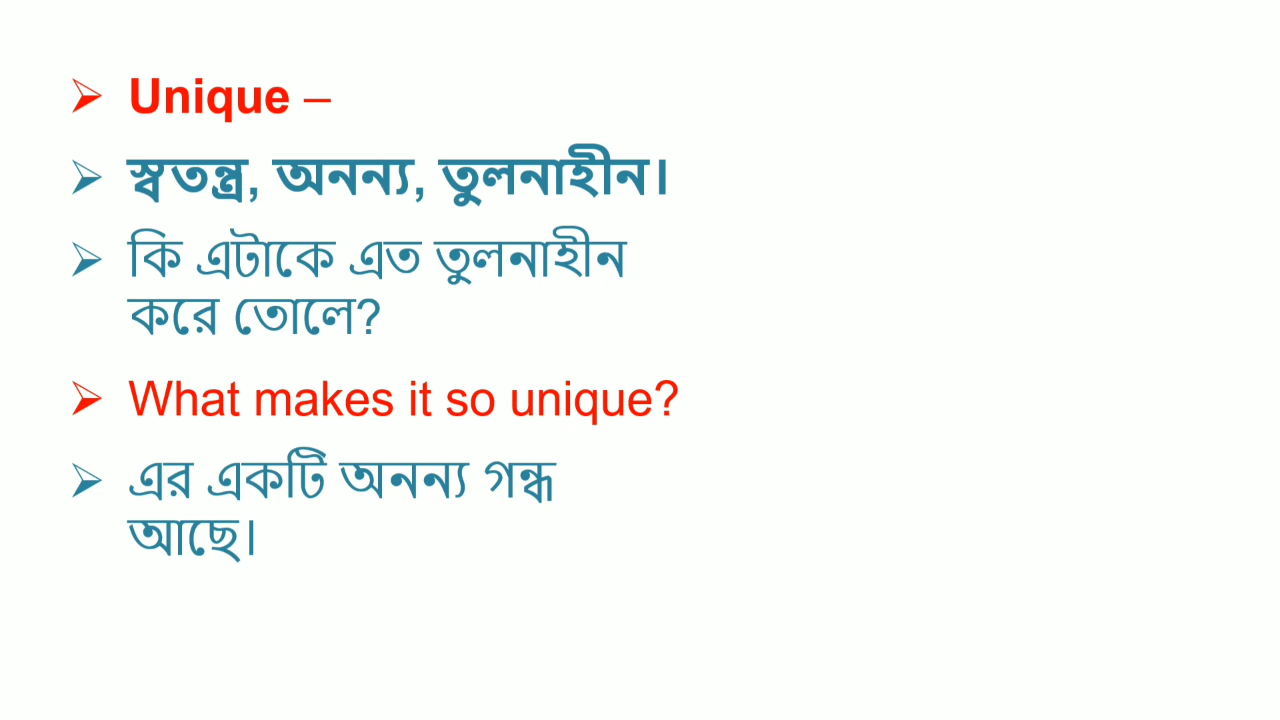 ➢ Unique –
➢ স্বতন্ত্র, অনন্য, তুলনাহীন।
➢ কি এটাকে এত তুলনাহীন
করে তোলে?
➢ What makes it so unique?
➢ এর একটি অনন্য গন্ধ
আছে।